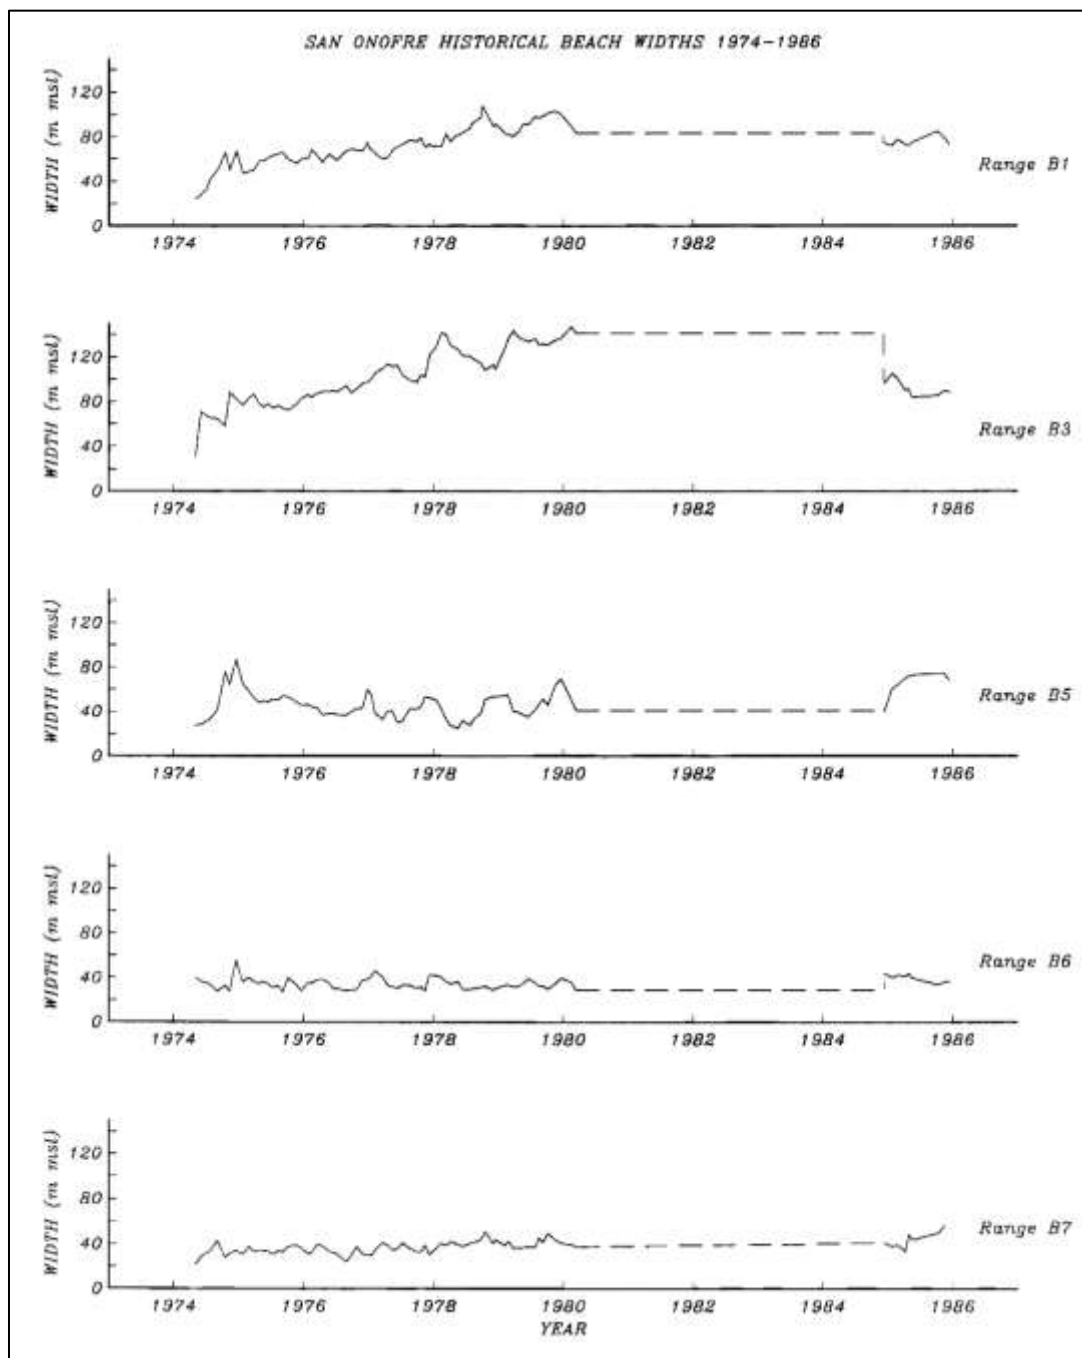 SAN ONOFRE HISTORICAL BEACH WIDTHS 1974-1986
WIDTH (m msl)
120
80
40
0
1974 1976 1978 1980 1982 1984 1986
Range B1
WIDTH (m msl)
120
80
40
0
1974 1976 1978 1980 1982 1984 1986
Range B3
WIDTH (m msl)
120
80
40
0
1974 1976 1978 1980 1982 1984 1986
Range B5
WIDTH (m msl)
120
80
40
0
1974 1976 1978 1980 1982 1984 1986
Range B6
WIDTH (m msl)
120
80
40
0
1974 1976 1978 1980 1982 1984 1986
Range B7
YEAR